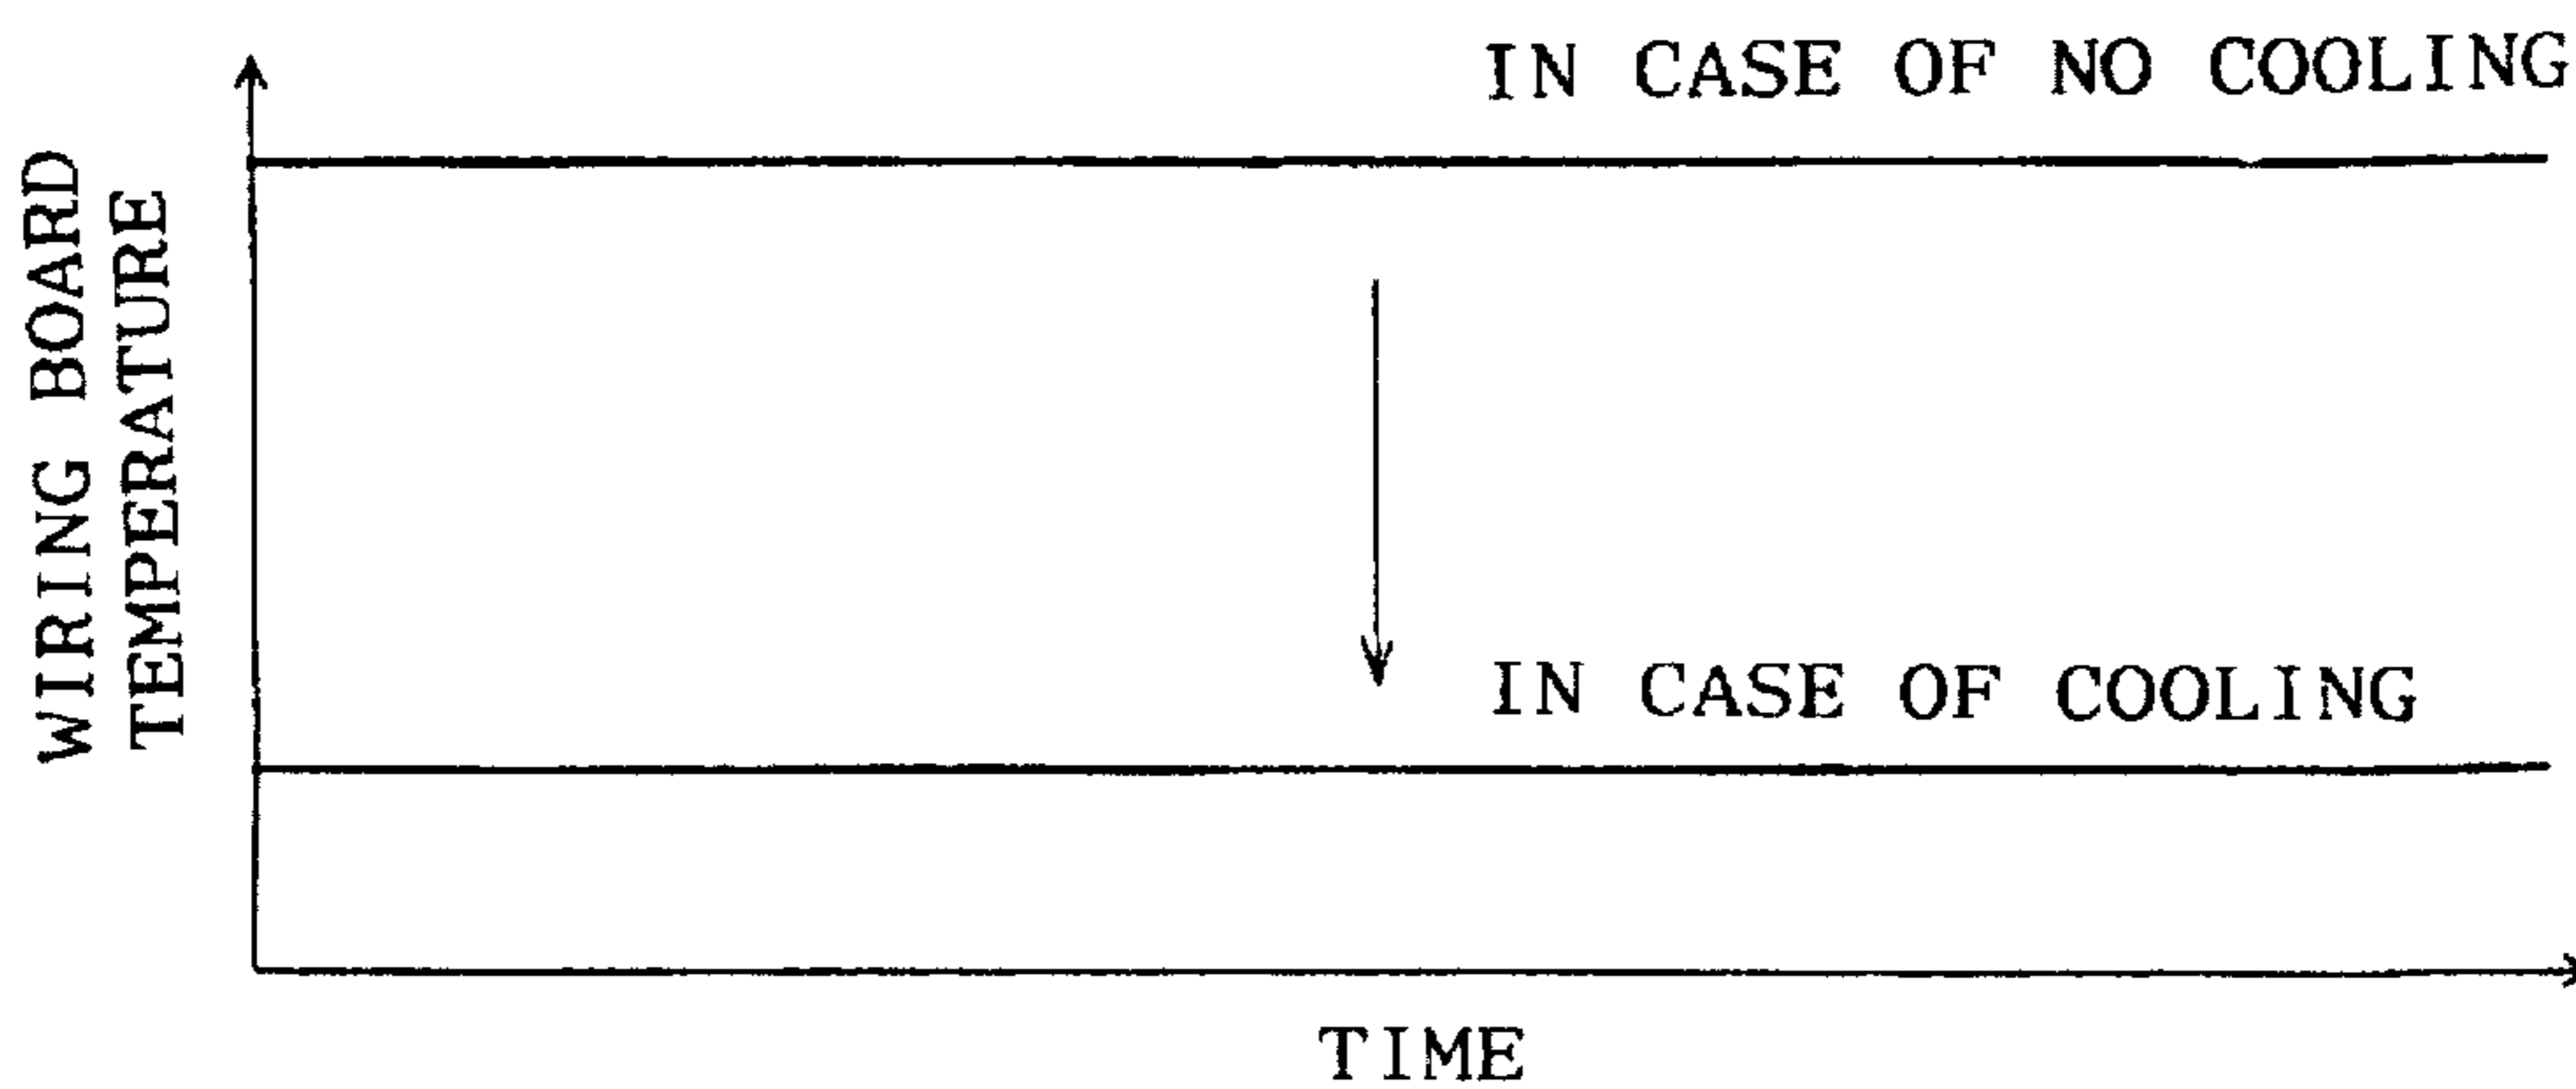 IN CASE OF NO COOLING
WIRING BOARD
TEMPERATURE
IN CASE OF COOLING
TIME